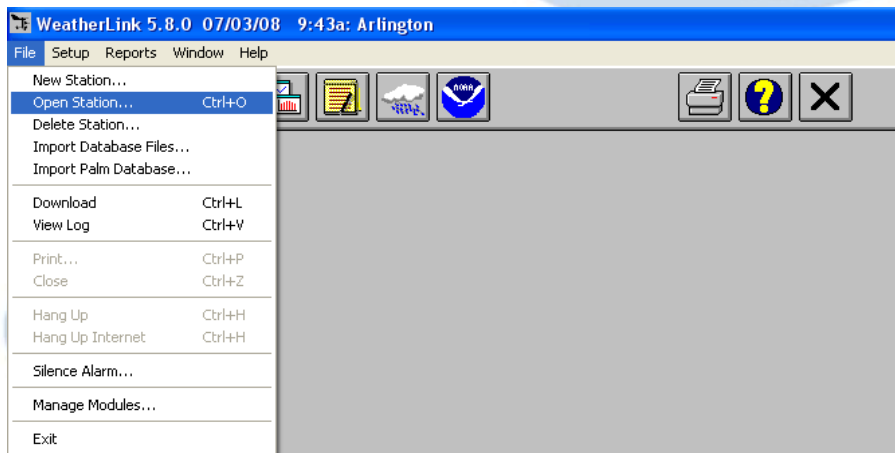 WeatherLink 5.8.0 07/03/08 9:43a: Arlington
File Setup Reports Window Help
New Station...
Open Station... Ctrl+O
Delete Station...
Import Database Files...
Import Palm Database...
Download Ctrl+L
View Log Ctrl+V
Print... Ctrl+P
Close Ctrl+Z
Hang Up Ctrl+H
Hang Up Internet Ctrl+H
Silence Alarm...
Manage Modules...
Exit
NOAA